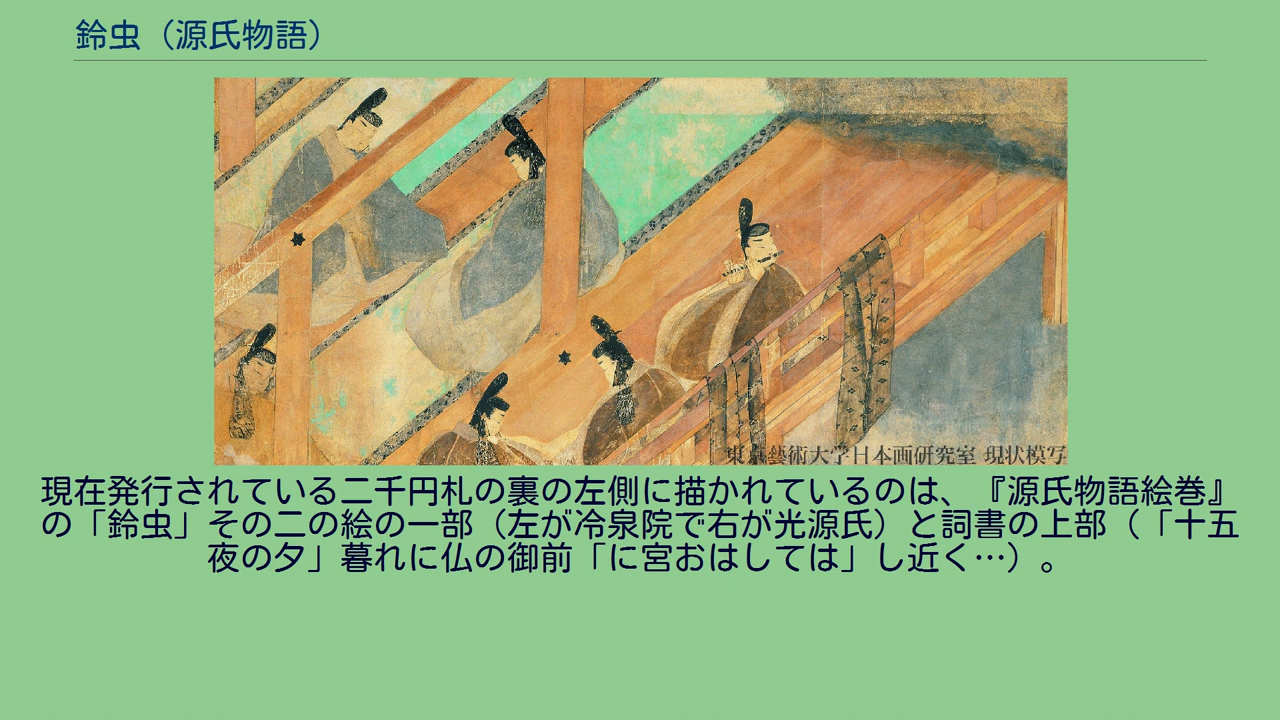 鈴虫（源氏物語）
東京藝術大学日本画研究室 現状模写
現在発行されている二千円札の裏の左側に描かれているのは、『源氏物語絵巻』
の「鈴虫」その二の絵の一部（左が冷泉院で右が光源氏）と詞書の上部（「十五
夜の夕」暮れに仏の御前「に宮おはしては」し近く…）。